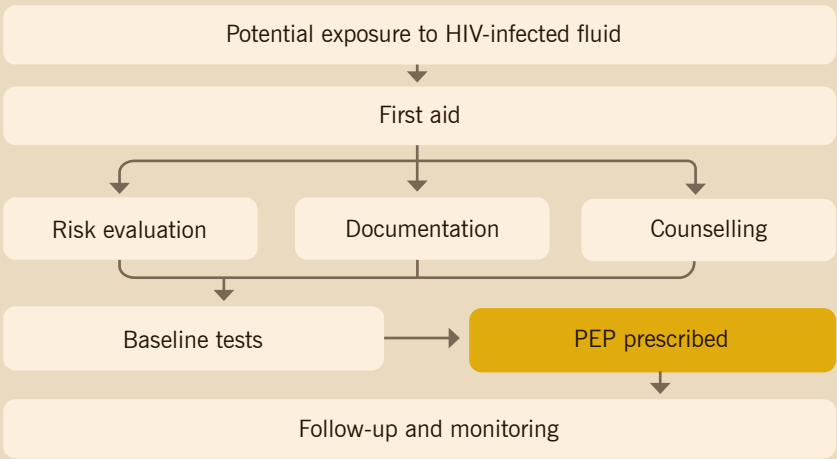 Potential exposure to HIV-infected fluid
First aid
Risk evaluation
Documentation
Counselling
Baseline tests
PEP prescribed
Follow-up and monitoring